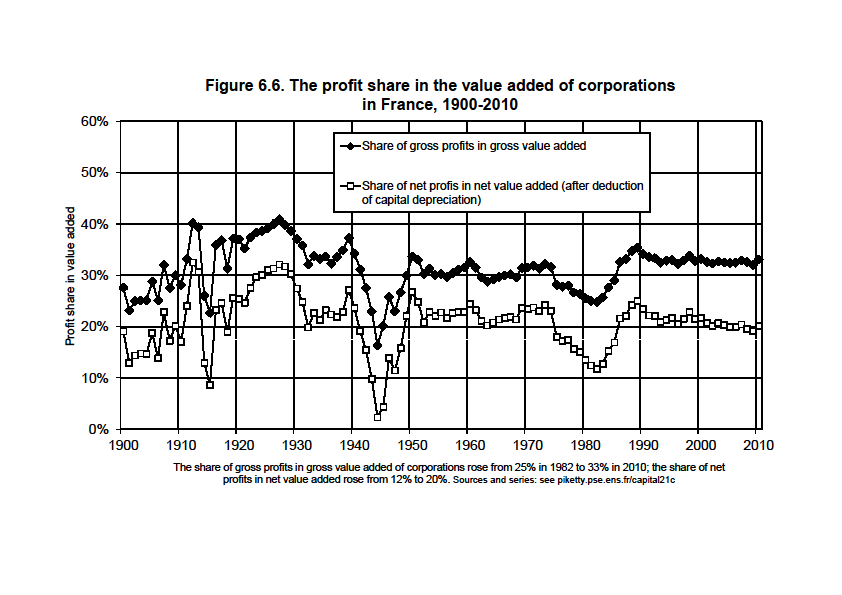 Figure 6.6. The profit share in the value added of corporations
in France, 1900-2010
60%
50%
40%
30%
20%
10%
0%
Profit share in value added
Share of gross profits in gross value added
Share of net profis in net value added (after deduction
of capital depreciation)
1900 1910 1920 1930 1940 1950 1960 1970 1980 1990 2000 2010
The share of gross profits in gross value added of corporations rose from 25% in 1982 to 33% in 2010; the share of net
profits in net value added rose from 12% to 20%. Sources and series: see piketty.pse.ens.fr/capital21c